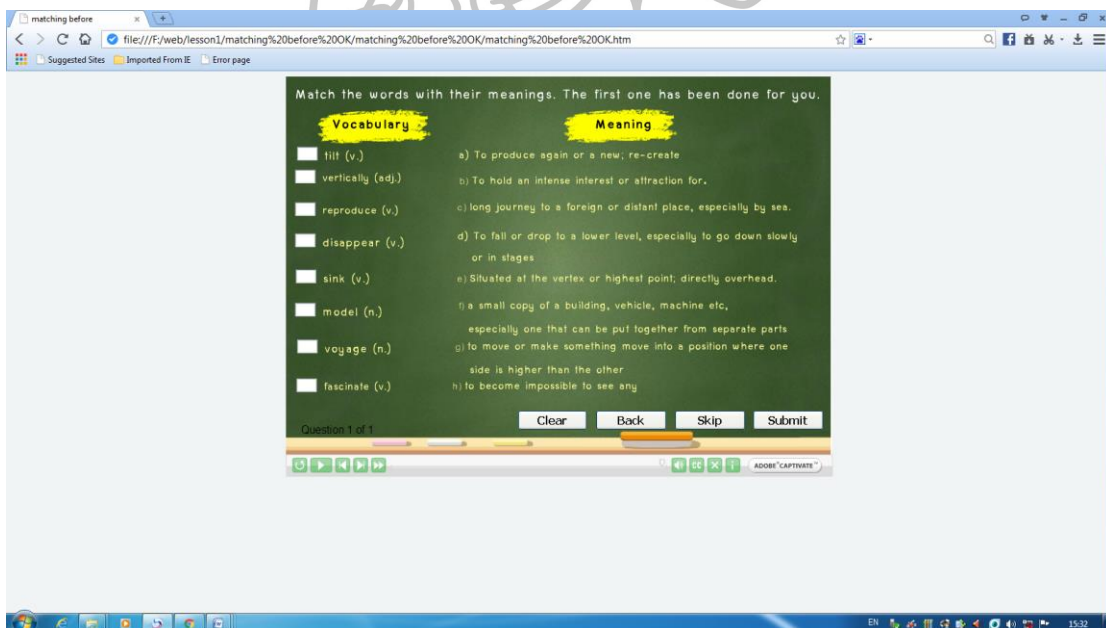 matching before
file:///F:/web/lesson1/matching%20before%20OK/matching%20before%20OK/matching%20before%20OK.htm
Suggested Sites Imported From IE Error page
Match the words with their meanings. The first one has been done for you.
Vocabulary Meaning
tilt (v.) a) To produce again or a new; re-create
vertically (adj.) b) To hold an intense interest or attraction for.
reproduce (v.) c) long journey to a foreign or distant place, especially by sea.
disappear (v.) d) To fall or drop to a lower level, especially to go down slowly
or in stages
sink (v.) e) Situated at the vertex or highest point; directly overhead.
model (n.) f) a small copy of a building, vehicle, machine etc,
especially one that can be put together from separate parts
voyage (n.) g) to move or make something move into a position where one
side is higher than the other
fascinate (v.) h) to become impossible to see any
Clear Back Skip Submit
Question 1 of 1
CC ADOBE® CAPTIVATE™
EN 15:32